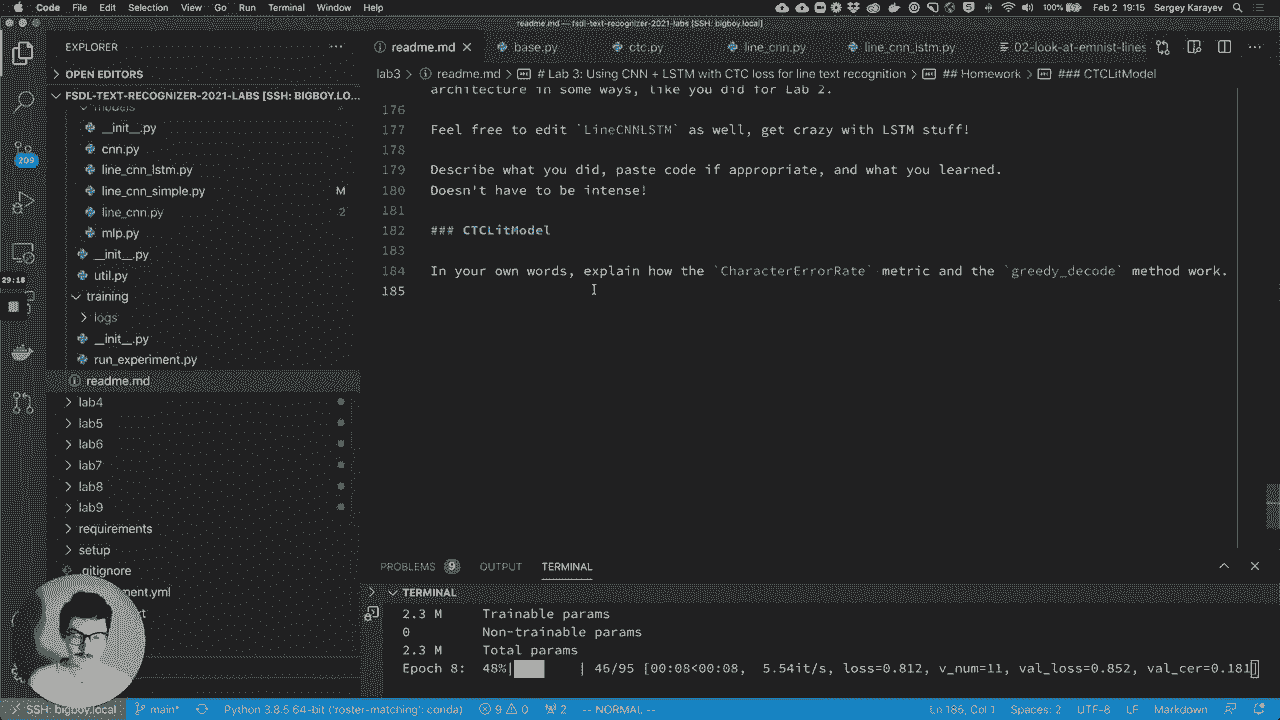 Code File Edit Selection View Go Run Terminal Window Help 100% Feb 2 19:15 Sergey Karayev
readme.md — fsdl-text-recognizer-2021-labs [SSH: bigboy.local]
EXPLORER
readme.md base.py ctc.py line_cnn.py line_cnn_lstm.py 02-look-at-emnist-lines
OPEN EDITORS
lab3 > readme.md > # Lab 3: Using CNN + LSTM with CTC loss for line text recognition > ## Homework > ### CTCLitModel
FSDL-TEXT-RECOGNIZER-2021-LABS [SSH: BIGBOY.LO...
models
__init__.py
cnn.py
line_cnn_lstm.py
line_cnn_simple.py M
line_cnn.py 2
mlp.py
__init__.py
util.py
training
logs
__init__.py
run_experiment.py
readme.md
lab4
lab5
lab6
lab7
lab8
lab9
requirements
setup
.gitignore
209
29:18
architecture in some ways, like you did for Lab 2.
176
177 Feel free to edit `LineCNNLSTM` as well, get crazy with LSTM stuff!
178
179 Describe what you did, paste code if appropriate, and what you learned.
180 Doesn't have to be intense!
181
182 ### CTCLitModel
183
184 In your own words, explain how the `CharacterErrorRate` metric and the `greedy_decode` method work.
185
PROBLEMS 9 OUTPUT TERMINAL
TERMINAL
2.3 M Trainable params
0 Non-trainable params
2.3 M Total params
Epoch 8: 48%| | 46/95 [00:08<00:08, 5.54it/s, loss=0.812, v_num=11, val_loss=0.852, val_cer=0.181]
SSH: bigboy.local main* Python 3.8.5 64-bit ('roster-matching': conda) 9 0 2 -- NORMAL -- Ln 185, Col 1 Spaces: 2 UTF-8 LF Markdown